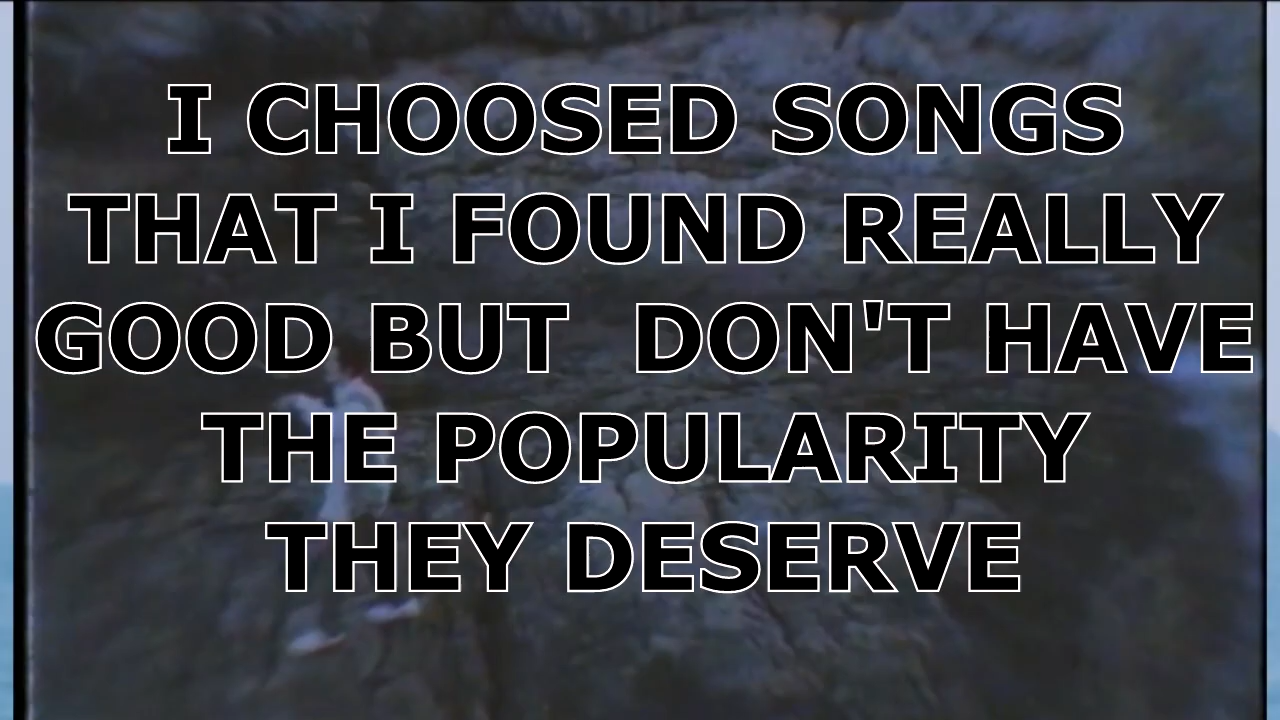 I CHOOSED SONGS
THAT I FOUND REALLY
GOOD BUT  DON'T HAVE
THE POPULARITY
THEY DESERVE